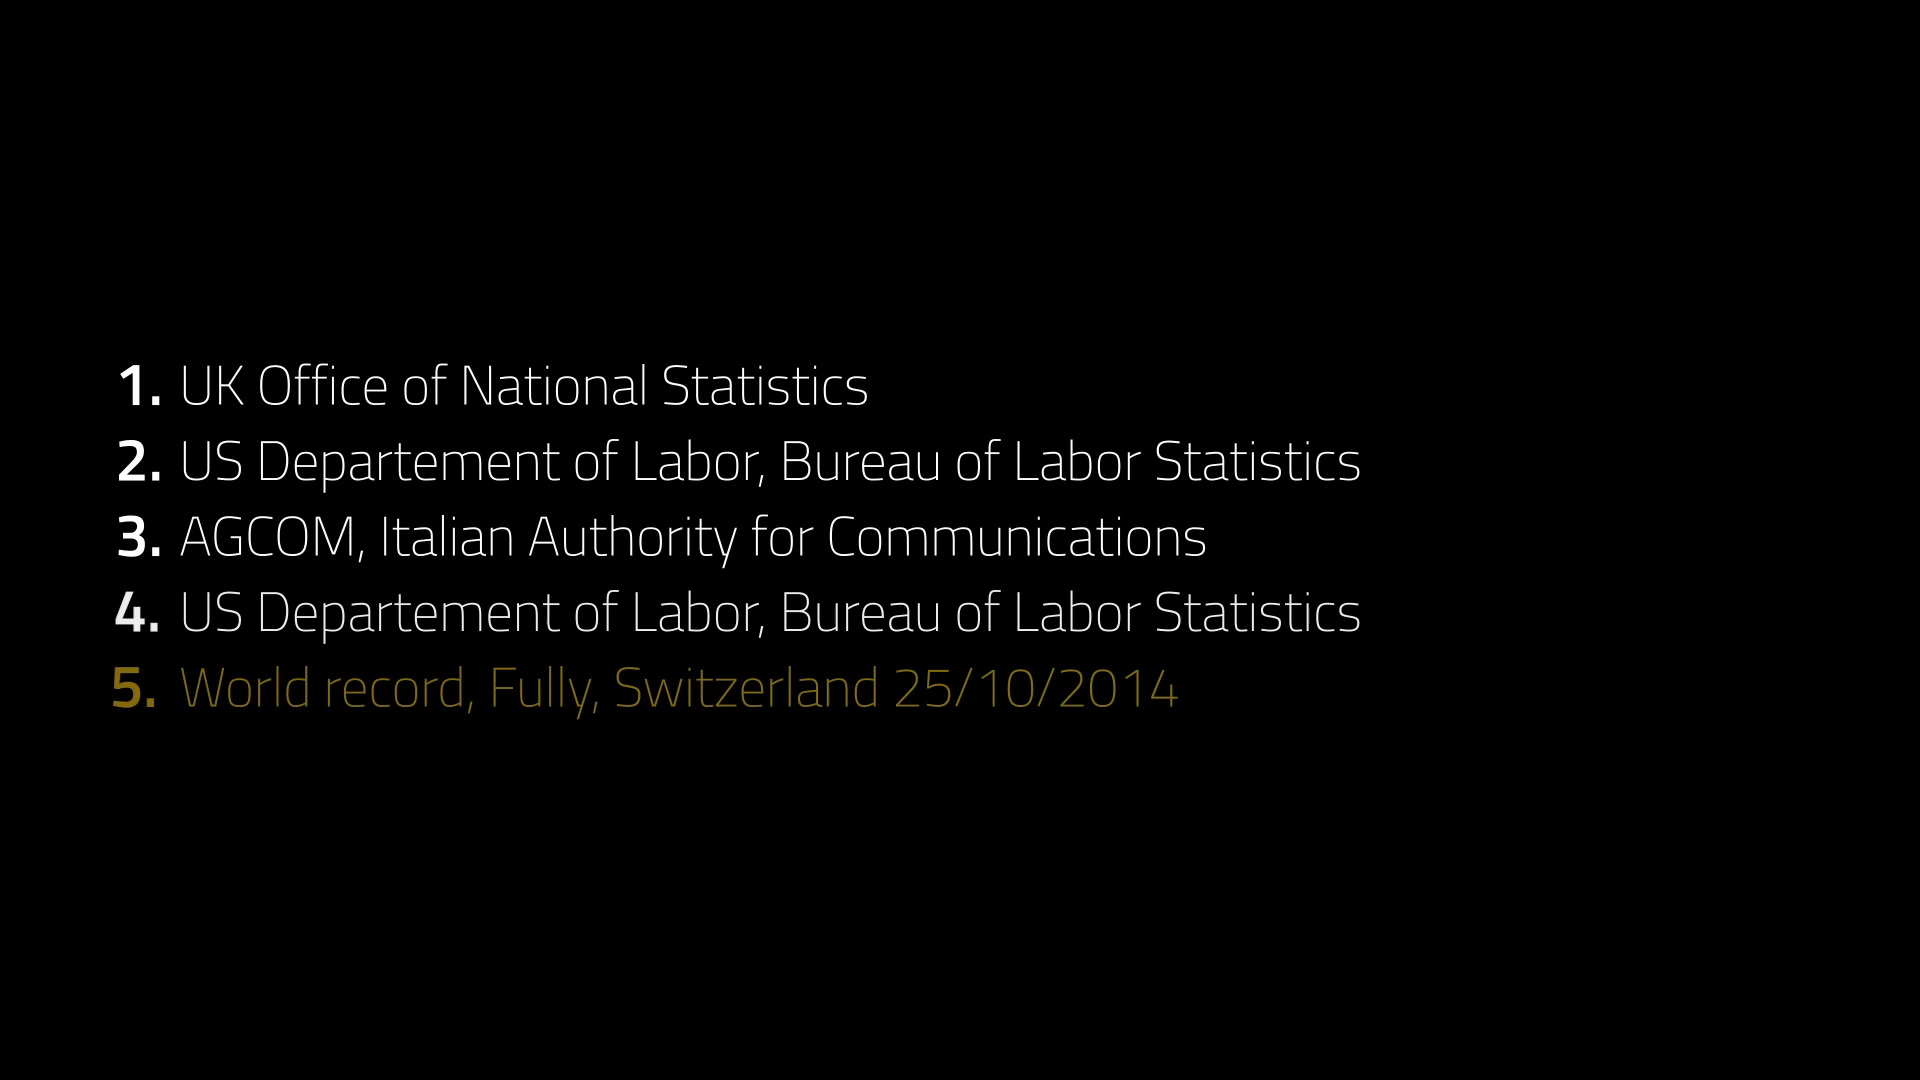 1. UK Office of National Statistics
2. US Departement of Labor, Bureau of Labor Statistics
3. AGCOM, Italian Authority for Communications
4. US Departement of Labor, Bureau of Labor Statistics
5. World record, Fully, Switzerland 25/10/2014